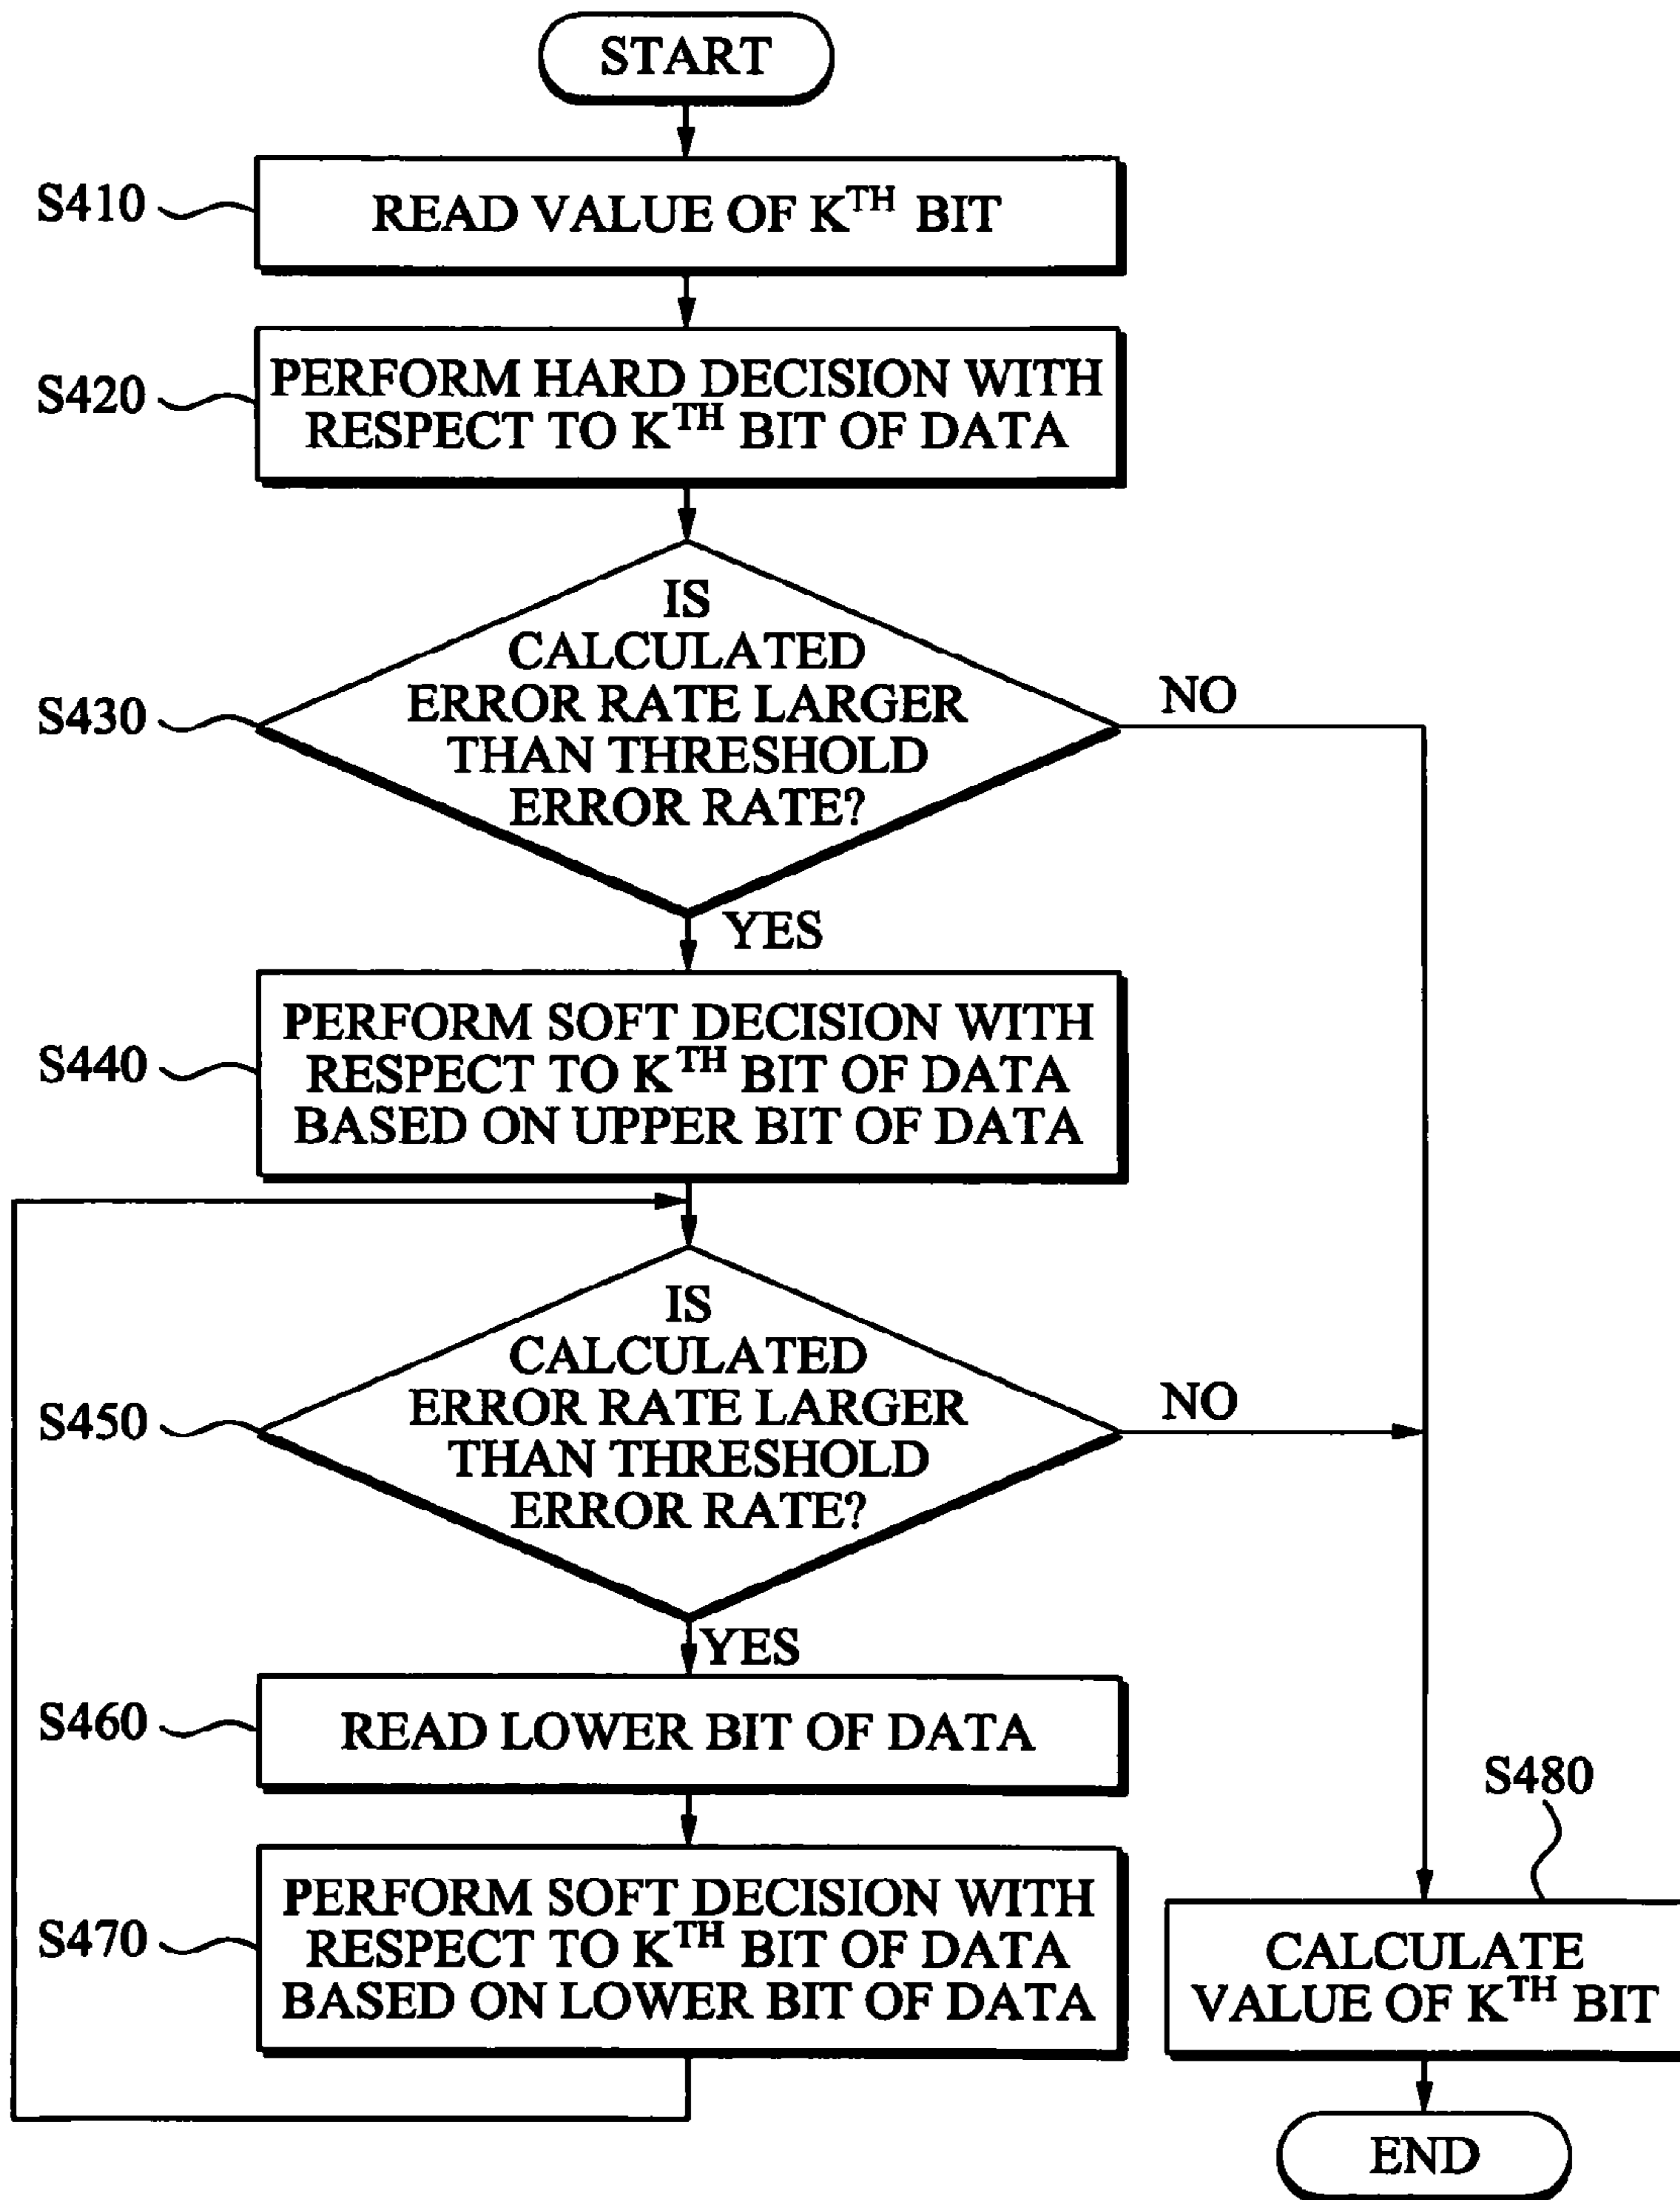 START
S410
READ VALUE OF K^TH BIT
S420
PERFORM HARD DECISION WITH
RESPECT TO K^TH BIT OF DATA
S430
IS
CALCULATED
ERROR RATE LARGER
THAN THRESHOLD
ERROR RATE?
NO
YES
S440
PERFORM SOFT DECISION WITH
RESPECT TO K^TH BIT OF DATA
BASED ON UPPER BIT OF DATA
S450
IS
CALCULATED
ERROR RATE LARGER
THAN THRESHOLD
ERROR RATE?
NO
YES
S460
READ LOWER BIT OF DATA
S470
PERFORM SOFT DECISION WITH
RESPECT TO K^TH BIT OF DATA
BASED ON LOWER BIT OF DATA
S480
CALCULATE
VALUE OF K^TH BIT
END